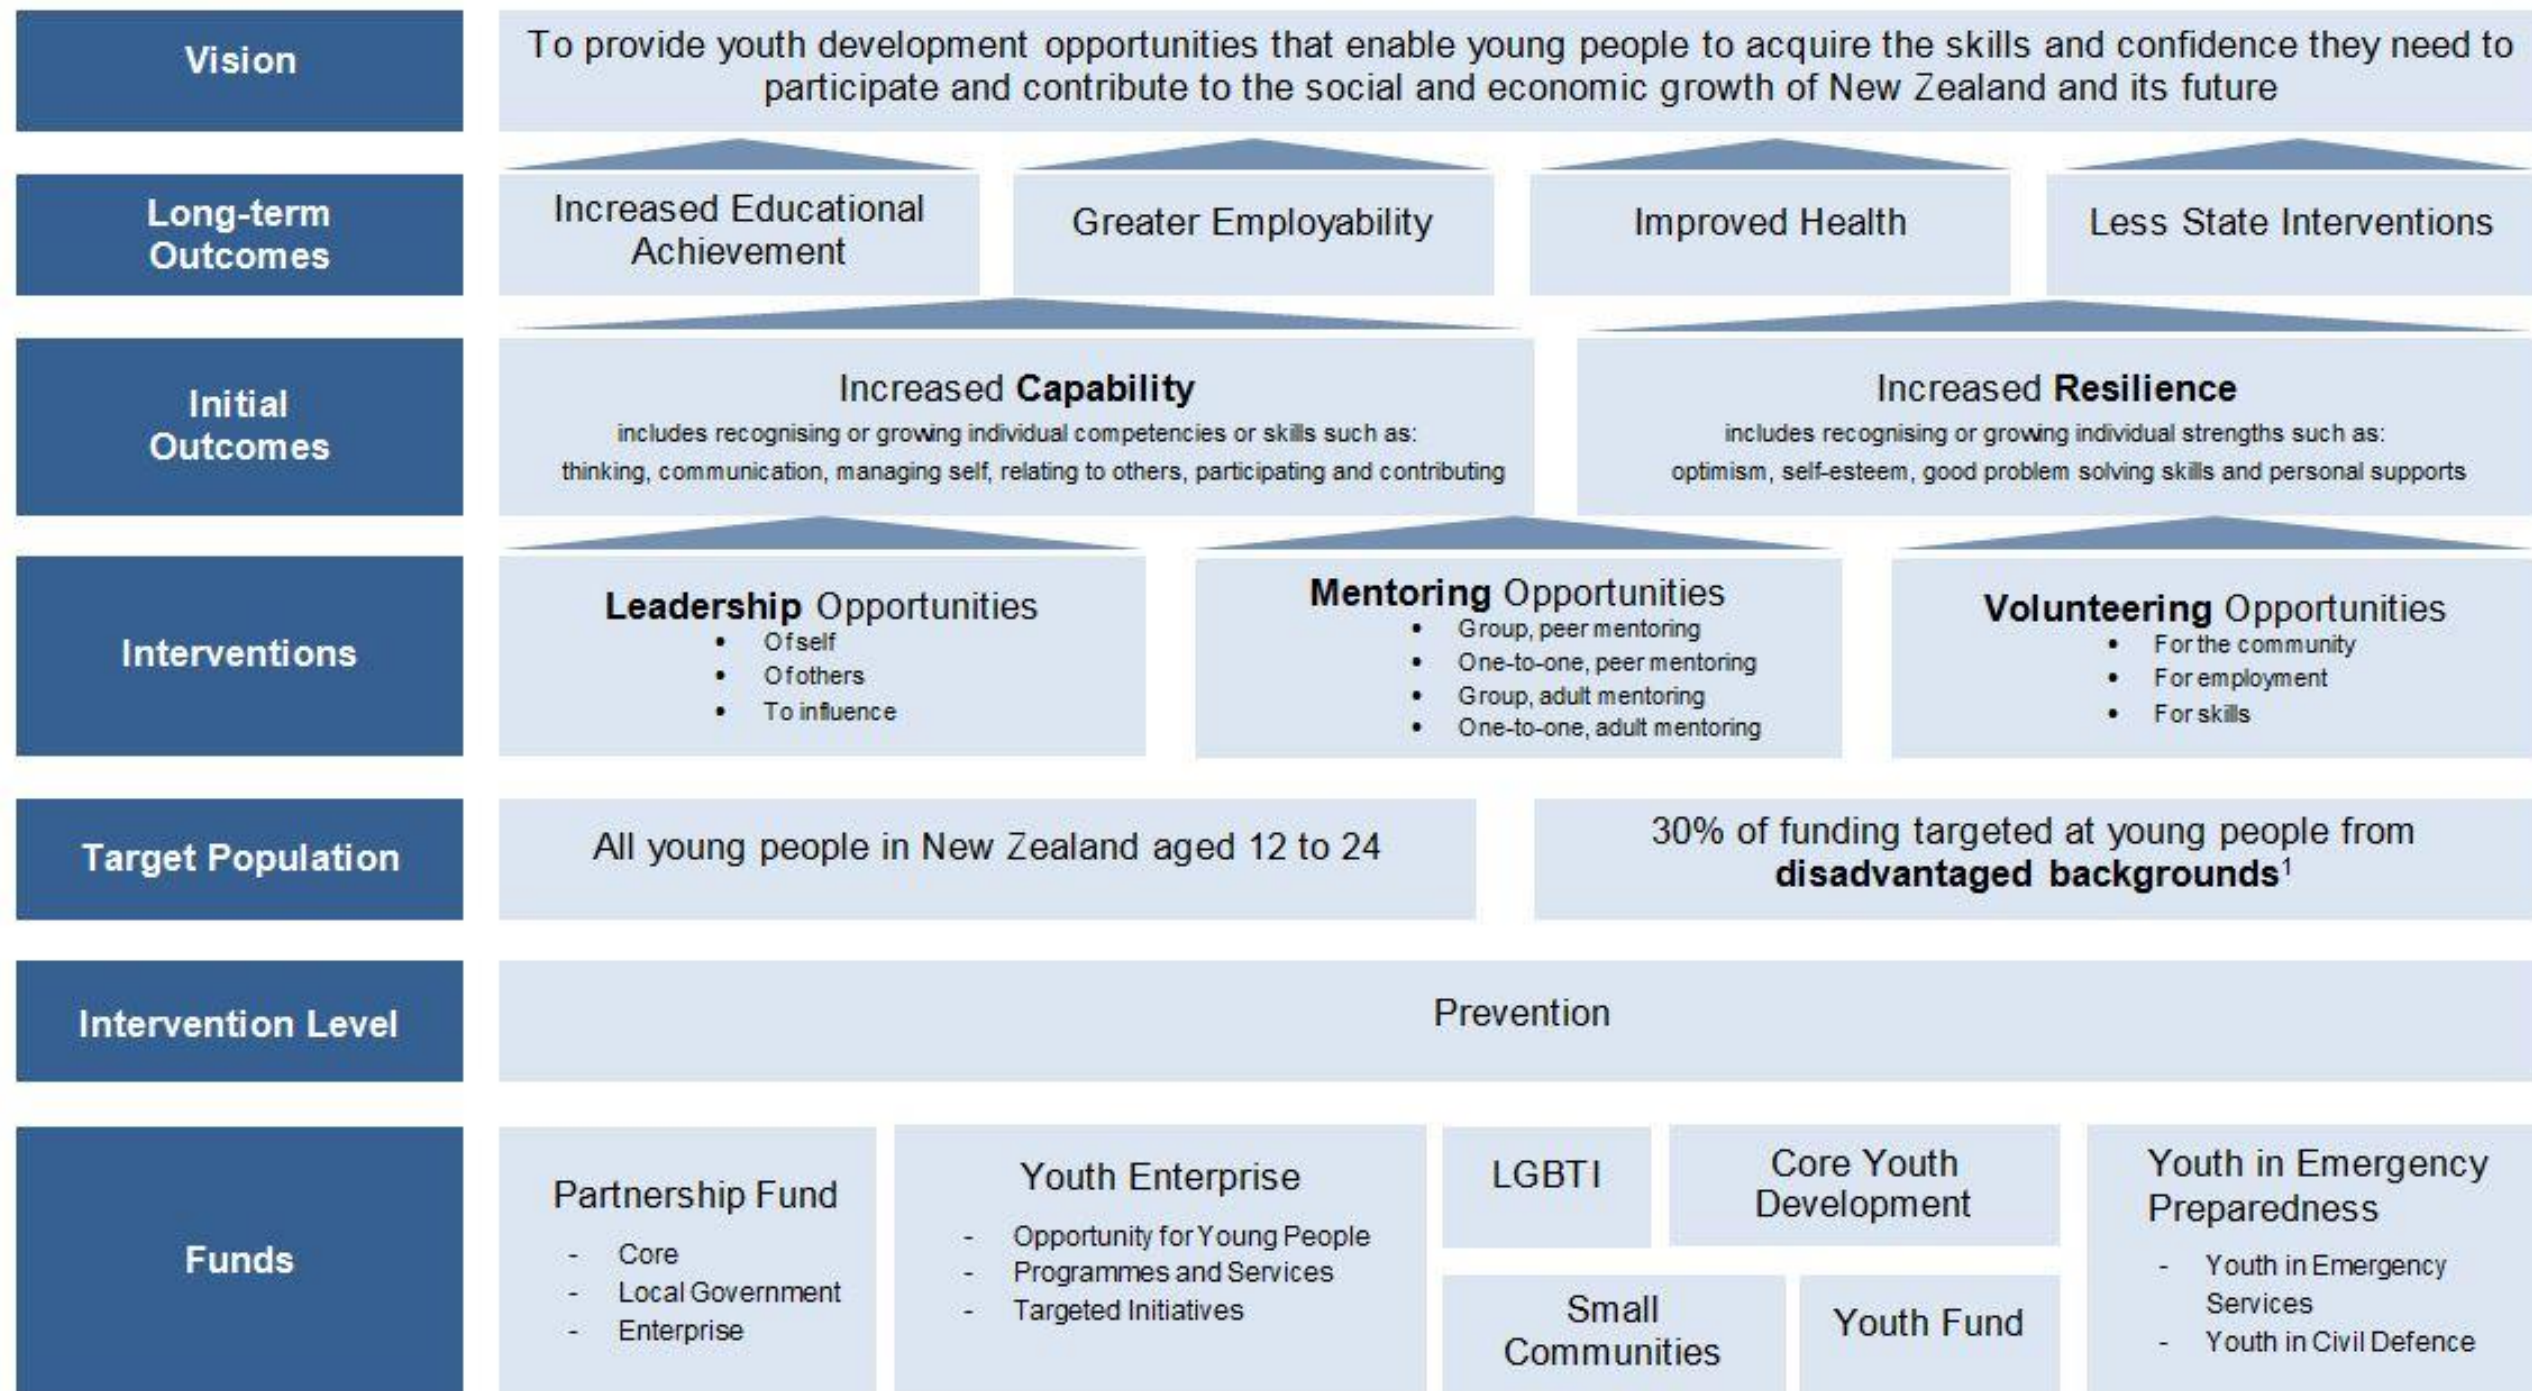 Vision
To provide youth development opportunities that enable young people to acquire the skills and confidence they need to
participate and contribute to the social and economic growth of New Zealand and its future
Long-term
Outcomes
Increased Educational
Achievement
Greater Employability
Improved Health
Less State Interventions
Initial
Outcomes
Increased Capability
includes recognising or growing individual competencies or skills such as:
thinking, communication, managing self, relating to others, participating and contributing
Increased Resilience
includes recognising or growing individual strengths such as:
optimism, self-esteem, good problem solving skills and personal supports
Interventions
Leadership Opportunities
• Of self
• Of others
• To influence
Mentoring Opportunities
• Group, peer mentoring
• One-to-one, peer mentoring
• Group, adult mentoring
• One-to-one, adult mentoring
Volunteering Opportunities
• For the community
• For employment
• For skills
Target Population
All young people in New Zealand aged 12 to 24
30% of funding targeted at young people from
disadvantaged backgrounds¹
Intervention Level
Prevention
Funds
Partnership Fund
- Core
- Local Government
- Enterprise
Youth Enterprise
- Opportunity for Young People
- Programmes and Services
- Targeted Initiatives
LGBTI
Core Youth
Development
Small
Communities
Youth Fund
Youth in Emergency
Preparedness
- Youth in Emergency
Services
- Youth in Civil Defence